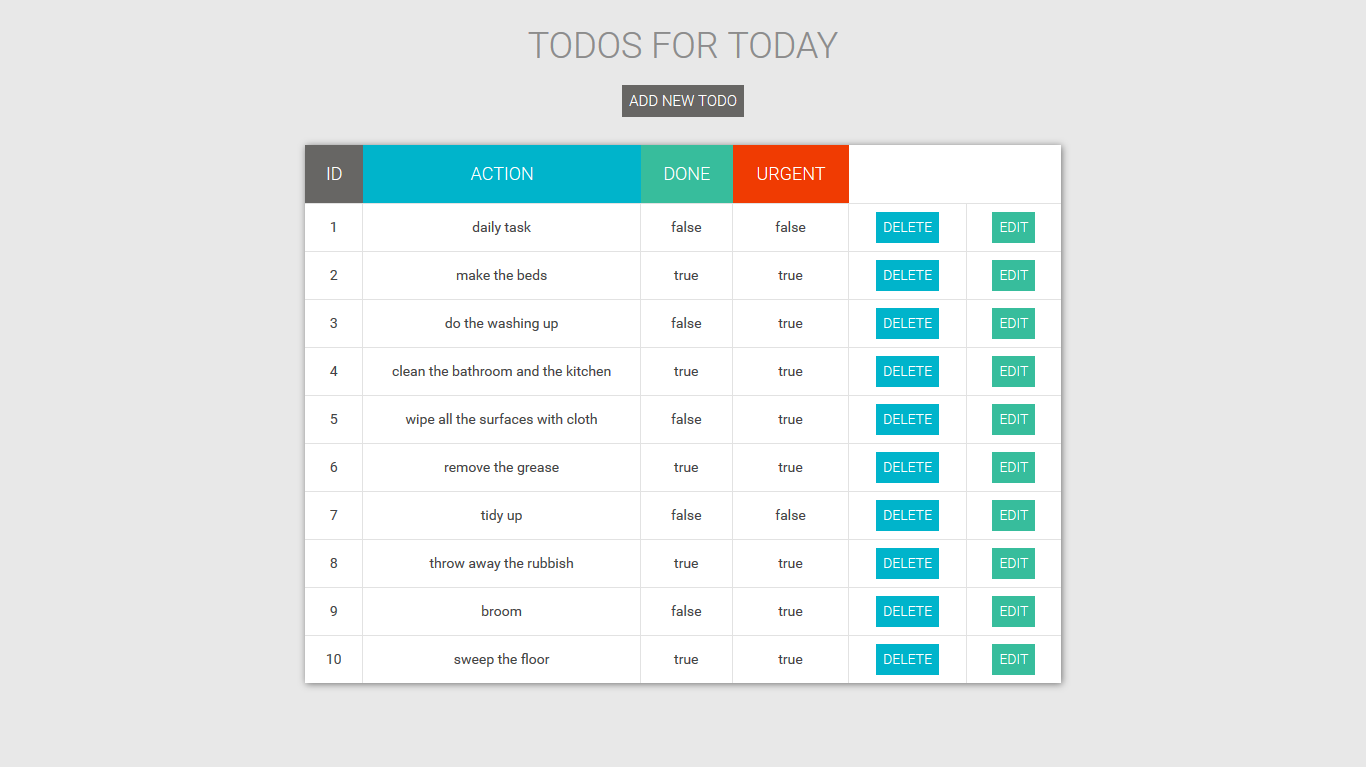 TODOS FOR TODAY
ADD NEW TODO
ID ACTION DONE URGENT
1 daily task false false DELETE EDIT
2 make the beds true true DELETE EDIT
3 do the washing up false true DELETE EDIT
4 clean the bathroom and the kitchen true true DELETE EDIT
5 wipe all the surfaces with cloth false true DELETE EDIT
6 remove the grease true true DELETE EDIT
7 tidy up false false DELETE EDIT
8 throw away the rubbish true true DELETE EDIT
9 broom false true DELETE EDIT
10 sweep the floor true true DELETE EDIT